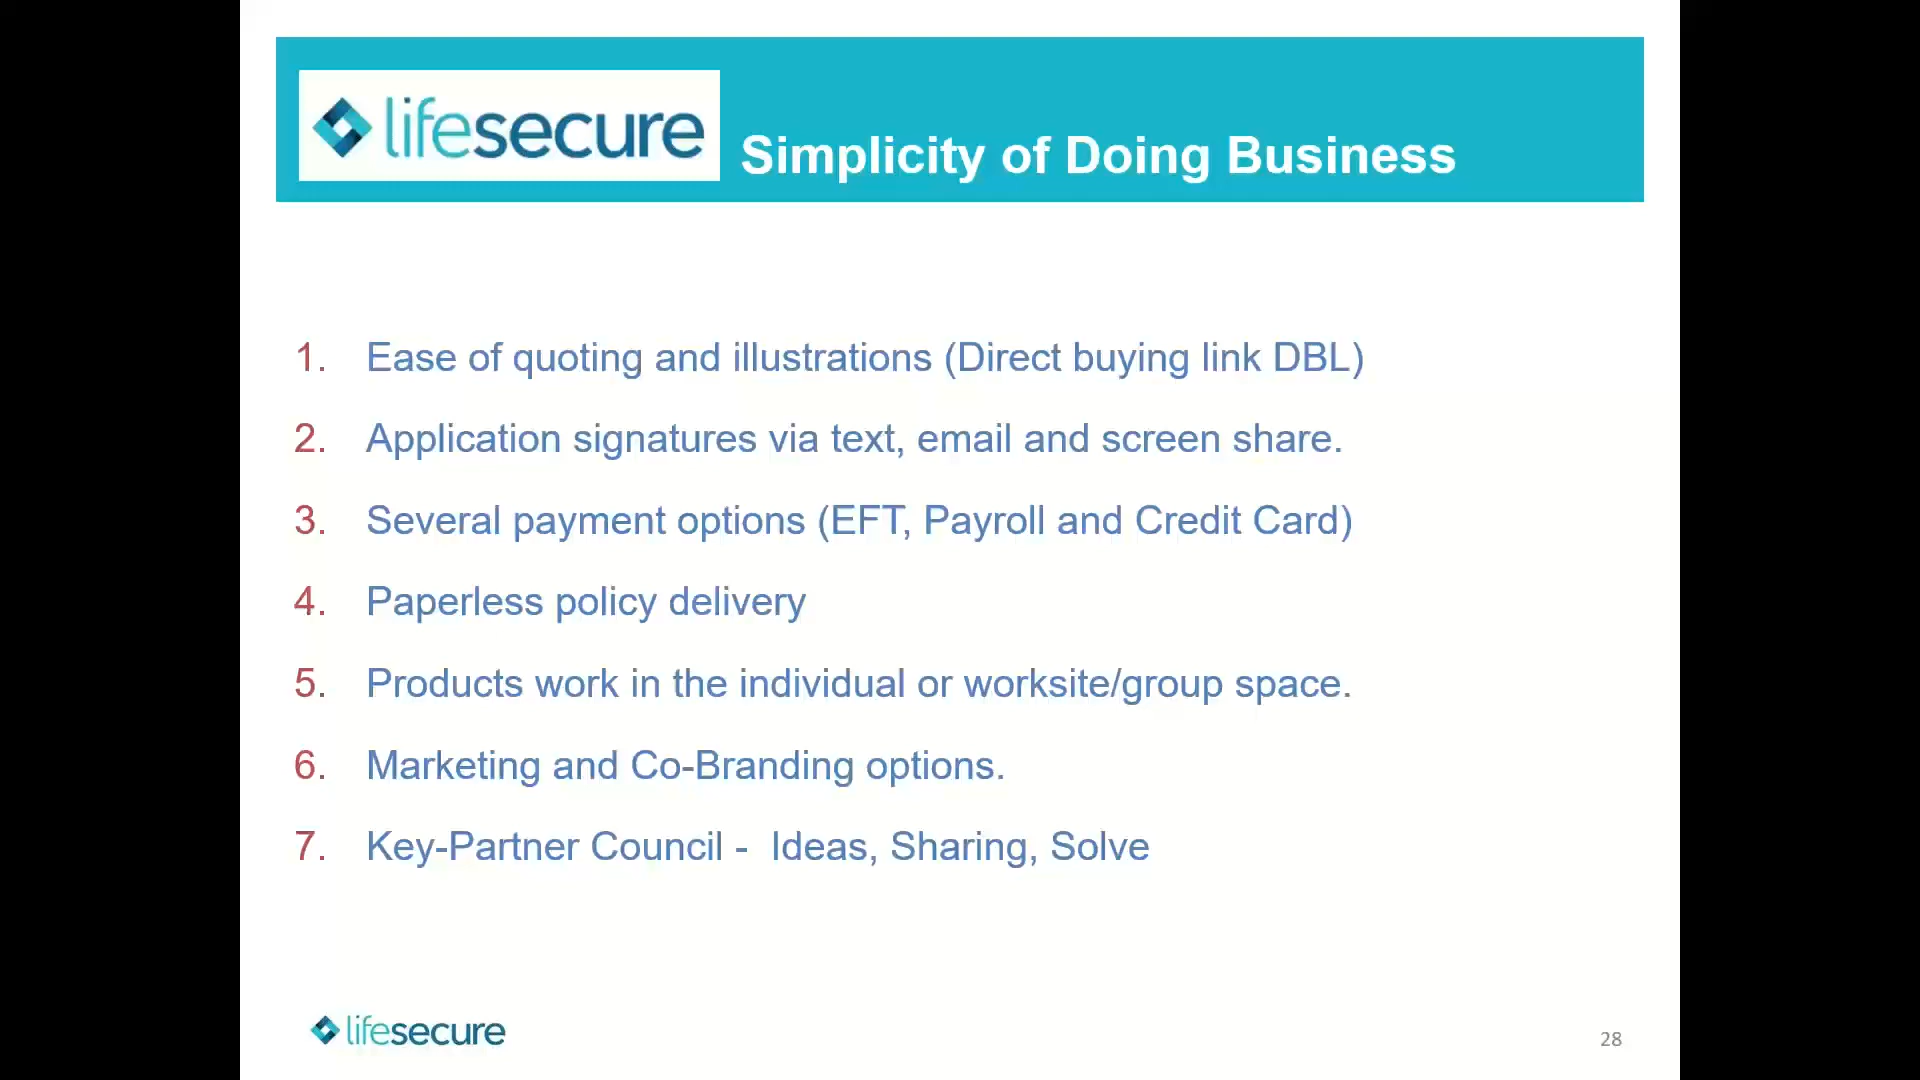 lifesecure
Simplicity of Doing Business
1. Ease of quoting and illustrations (Direct buying link DBL)
2. Application signatures via text, email and screen share.
3. Several payment options (EFT, Payroll and Credit Card)
4. Paperless policy delivery
5. Products work in the individual or worksite/group space.
6. Marketing and Co-Branding options.
7. Key-Partner Council -  Ideas, Sharing, Solve
lifesecure
28